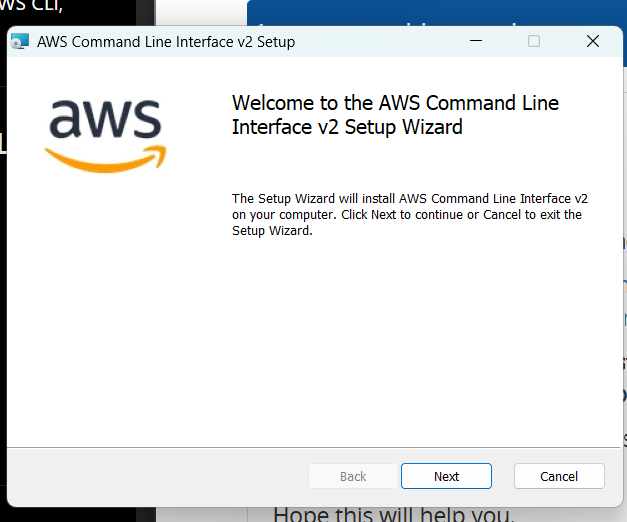 WS CLI,
AWS Command Line Interface v2 Setup
aws
Welcome to the AWS Command Line
Interface v2 Setup Wizard
The Setup Wizard will install AWS Command Line Interface v2
on your computer. Click Next to continue or Cancel to exit the
Setup Wizard.
Back
Next
Cancel
Hope this will help you.